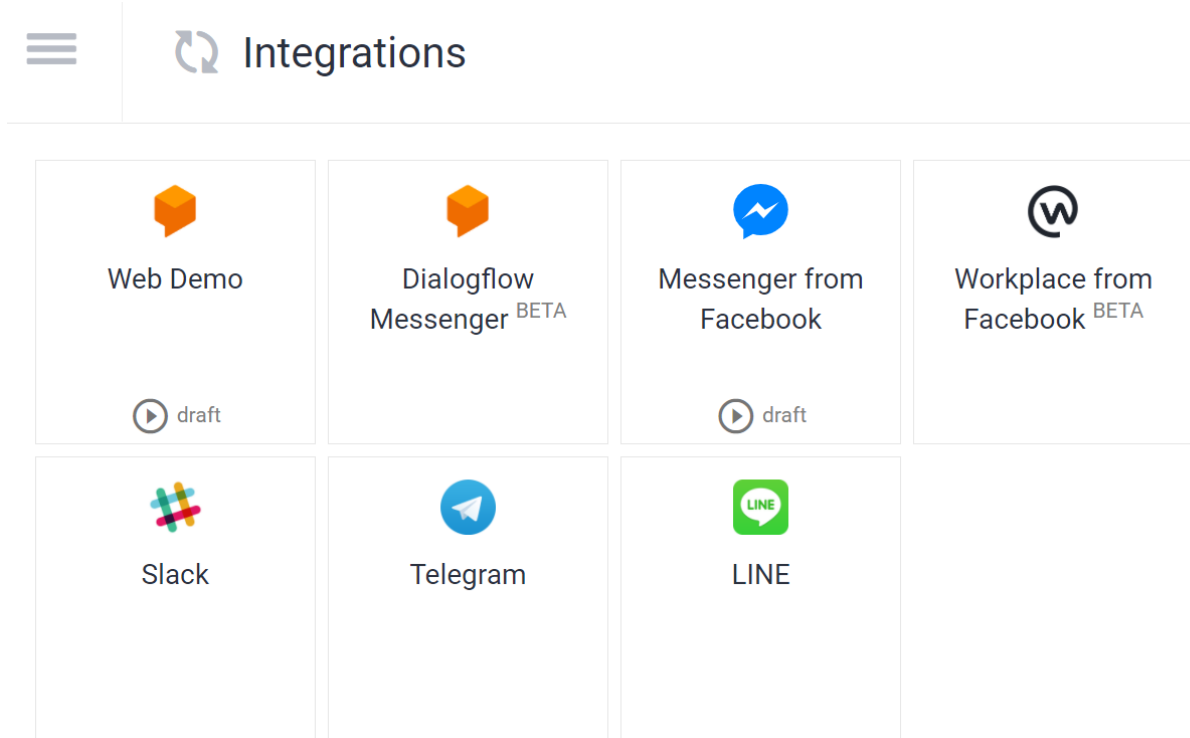 Integrations
Web Demo
draft
Dialogflow
Messenger BETA
Messenger from
Facebook
draft
Workplace from
Facebook BETA
Slack
Telegram
LINE
LINE